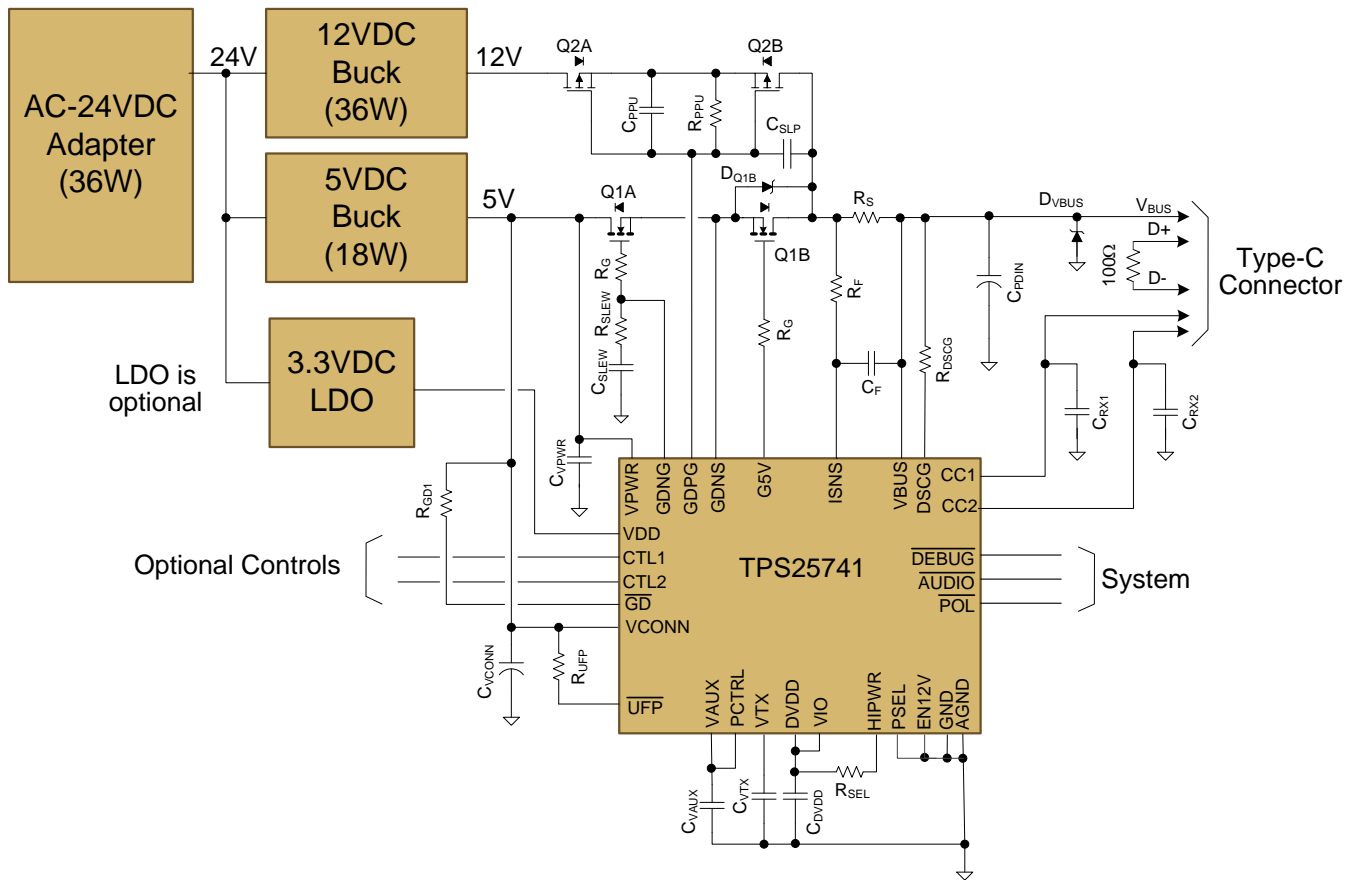 AC-24VDC
Adapter
(36W)
24V
12VDC
Buck
(36W)
12V
5VDC
Buck
(18W)
5V
3.3VDC
LDO
LDO is
optional
Q2A
Q2B
CPPU
RPPU
CSLP
DQ1B
Q1A
Q1B
RG
RSLEW
CSLEW
RG
RS
RF
CF
RDSCG
CPDIN
DVBUS
VBUS
D+
100Ω
D-
Type-C
Connector
CRX1
CRX2
CVPWR
RGD1
Optional Controls
CVCONN
RUFP
VPWR
GDNG
GDPG
GDNS
G5V
ISNS
VBUS
DSCG
CC1
CC2
VDD
CTL1
CTL2
GD
VCONN
UFP
TPS25741
DEBUG
AUDIO
POL
System
VAUX
PCTRL
VTX
DVDD
VIO
HIPWR
PSEL
EN12V
GND
AGND
RSEL
CVAUX
CVTX
CDVDD